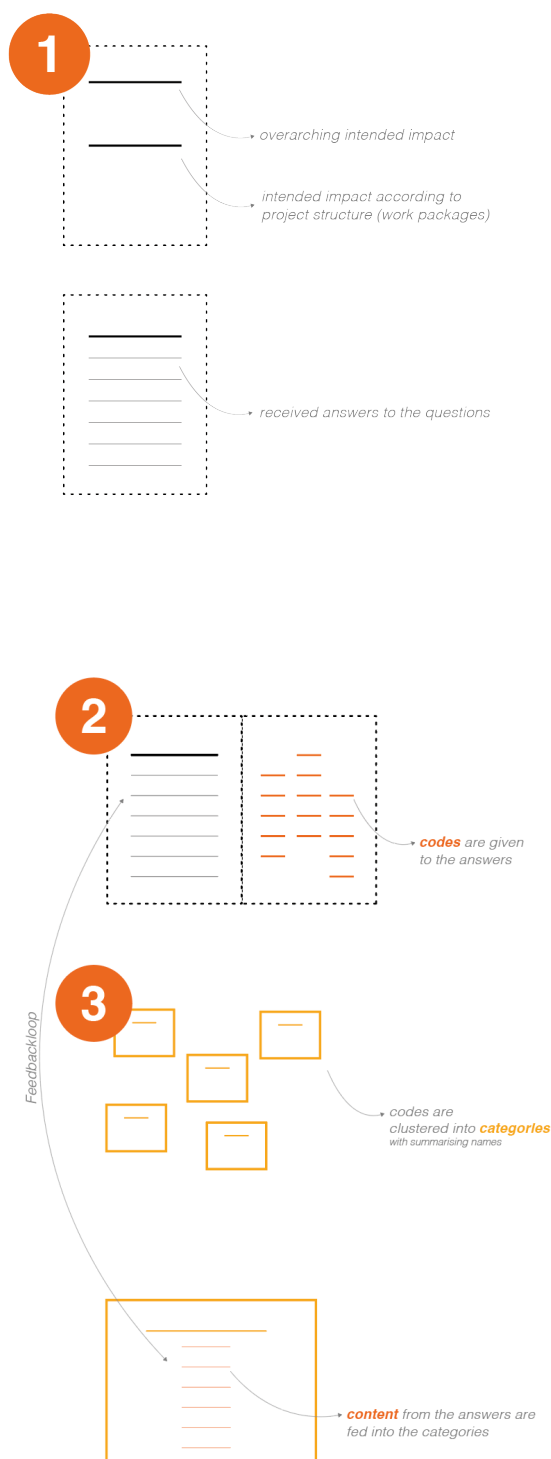 1
overarching intended impact
intended impact according to
project structure (work packages)
received answers to the questions
2
codes are given
to the answers
3
Feedbackloop
codes are
clustered into categories
with summarising names
content from the answers are
fed into the categories